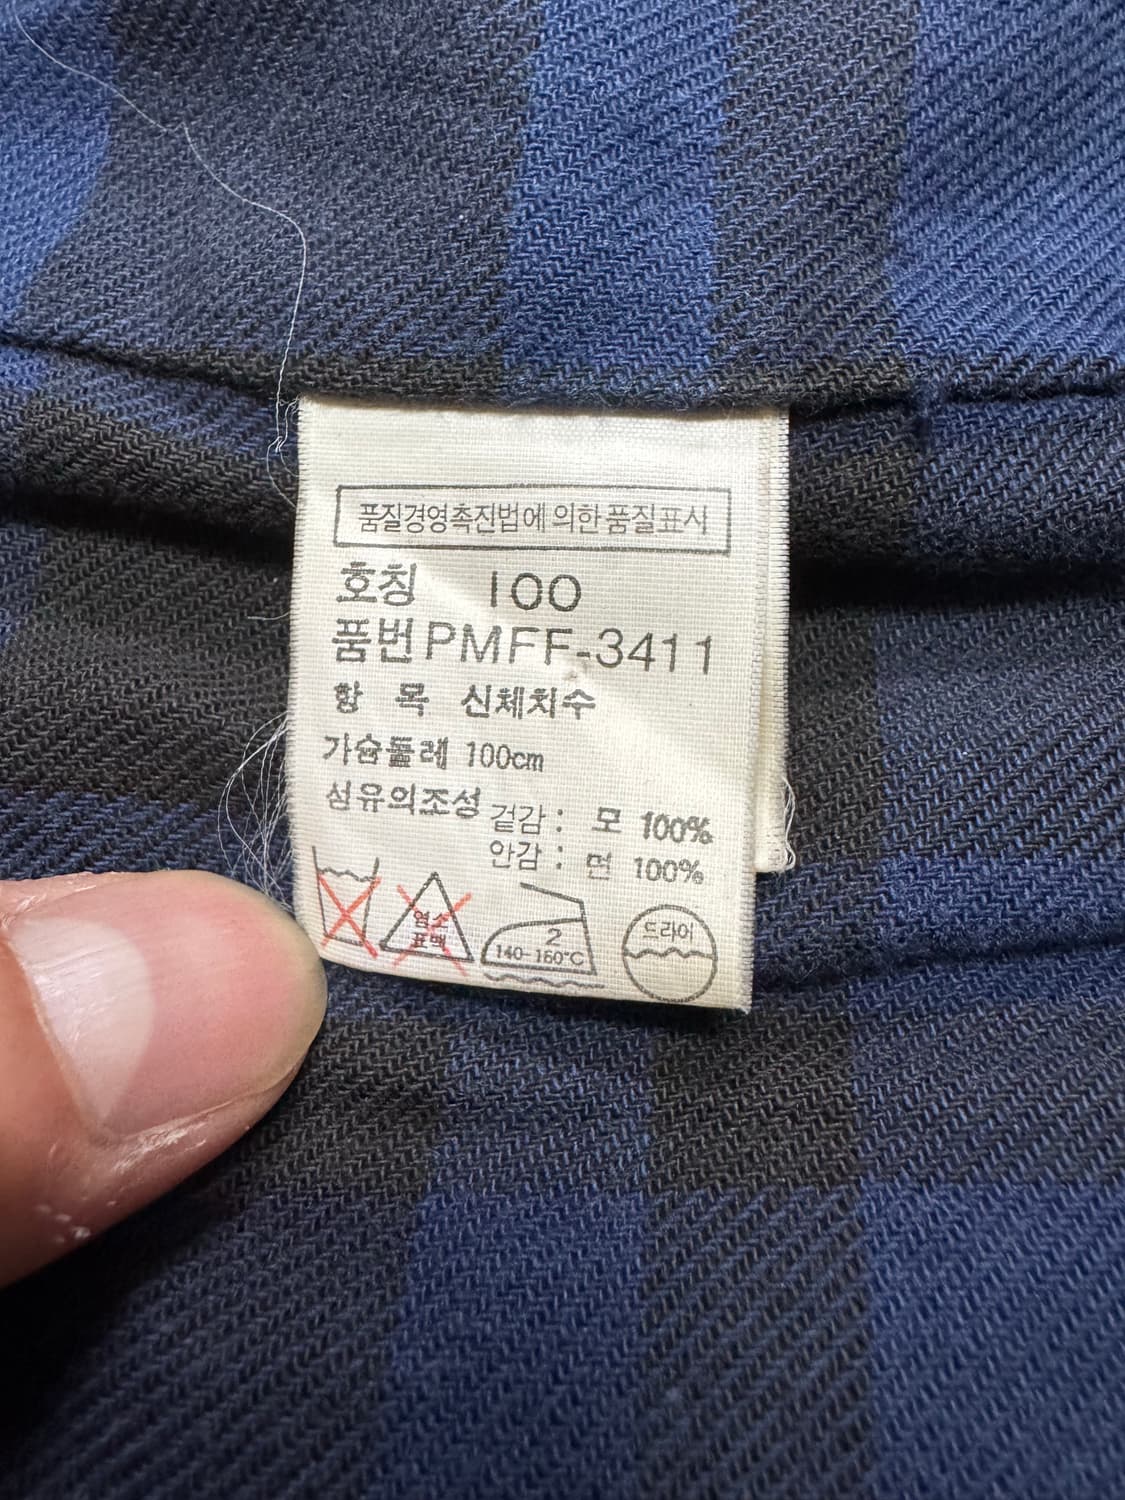 품질경영촉진법에 의한 품질표시
호칭 100
품번 PMFF-3411
항 목 신체치수
가슴둘레 100cm
섬유의조성 겉감 : 모 100%
안감 : 면 100%
염소
표백
2
140-160℃
드라이